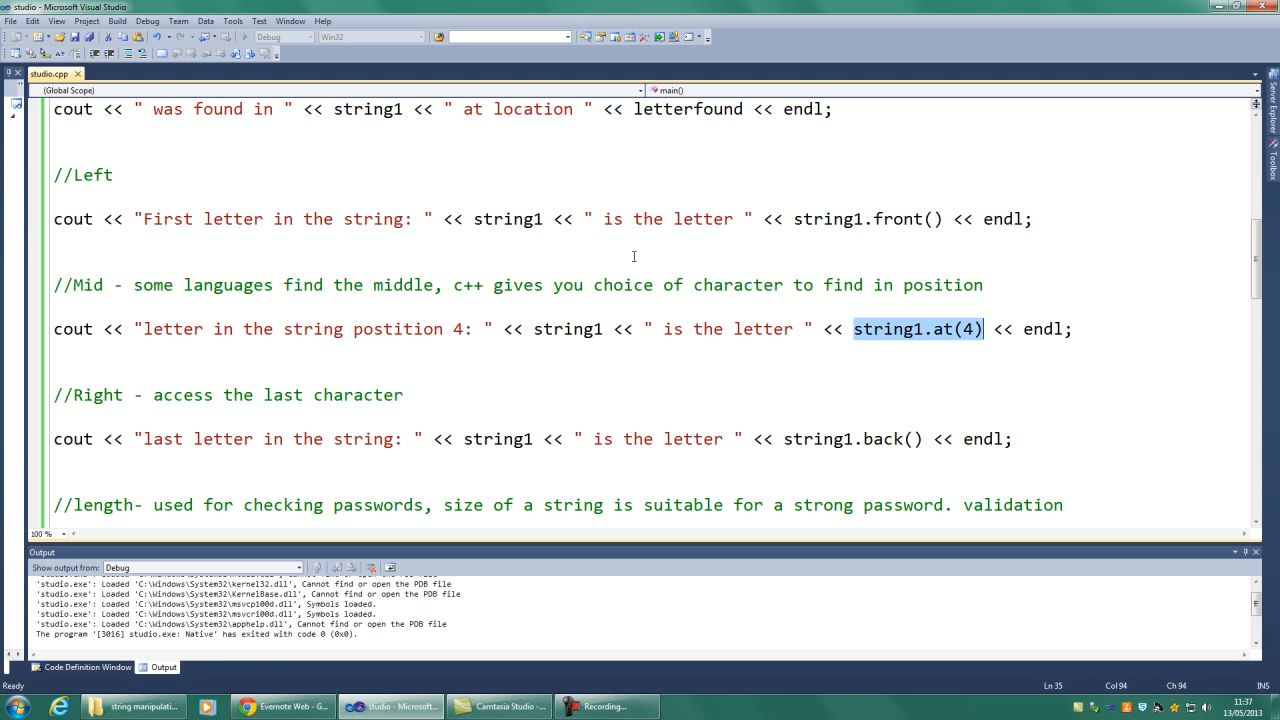 studio - Microsoft Visual Studio
File Edit View Project Build Debug Team Data Tools Test Window Help
Debug Win32
studio.cpp
(Global Scope) main()
cout << " was found in " << string1 << " at location " << letterfound << endl;
//Left
cout << "First letter in the string: " << string1 << " is the letter " << string1.front() << endl;
//Mid - some languages find the middle, c++ gives you choice of character to find in position
cout << "letter in the string postition 4: " << string1 << " is the letter " << string1.at(4) << endl;
//Right - access the last character
cout << "last letter in the string: " << string1 << " is the letter " << string1.back() << endl;
//length- used for checking passwords, size of a string is suitable for a strong password. validation
100 %
Server Explorer
Toolbox
Output
Show output from: Debug
'studio.exe': Loaded 'C:\Windows\System32\kernel32.dll', Cannot find or open the PDB file
'studio.exe': Loaded 'C:\Windows\System32\KernelBase.dll', Cannot find or open the PDB file
'studio.exe': Loaded 'C:\Windows\System32\msvcp100d.dll', Symbols loaded.
'studio.exe': Loaded 'C:\Windows\System32\msvcr100d.dll', Symbols loaded.
'studio.exe': Loaded 'C:\Windows\System32\apphelp.dll', Cannot find or open the PDB file
The program '[3016] studio.exe: Native' has exited with code 0 (0x0).
Code Definition Window Output
Ready Ln 35 Col 94 Ch 94 INS
string manipulati... Evernote Web - G... studio - Microsoft... Camtasia Studio -... Recording...
11:37
13/05/2013